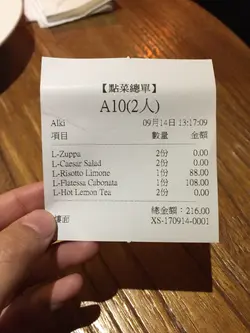 【點菜總單】
A10(2人)
Aiki 09月14日 13:17:09
項目 數量 金額
L-Zuppa 2份 0.00
L-Caesar Salad 2份 0.00
L-Risotto Limone 1份 88.00
L-Flatessa Cabonata 1份 108.00
L-Hot Lemon Tea 2份 0.00
總金額: 216.00
樓面 XS-170914-0001